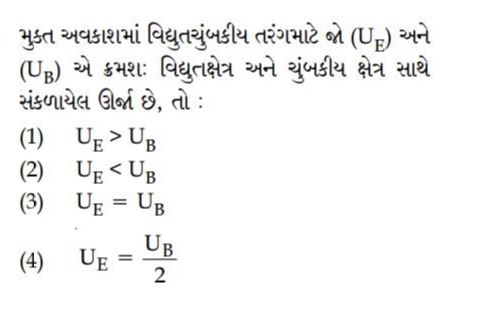 મુક્ત અવકાશમાં વિદ્યુતચુંબકીય તરંગમાટે જો (U_E) અને
(U_B) એ ક્રમશઃ વિદ્યુતક્ષેત્ર અને ચુંબકીય ક્ષેત્ર સાથે
સંકળાયેલ ઊર્જા છે, તો :
(1) U_E > U_B
(2) U_E < U_B
(3) U_E = U_B
(4) U_E = U_B / 2